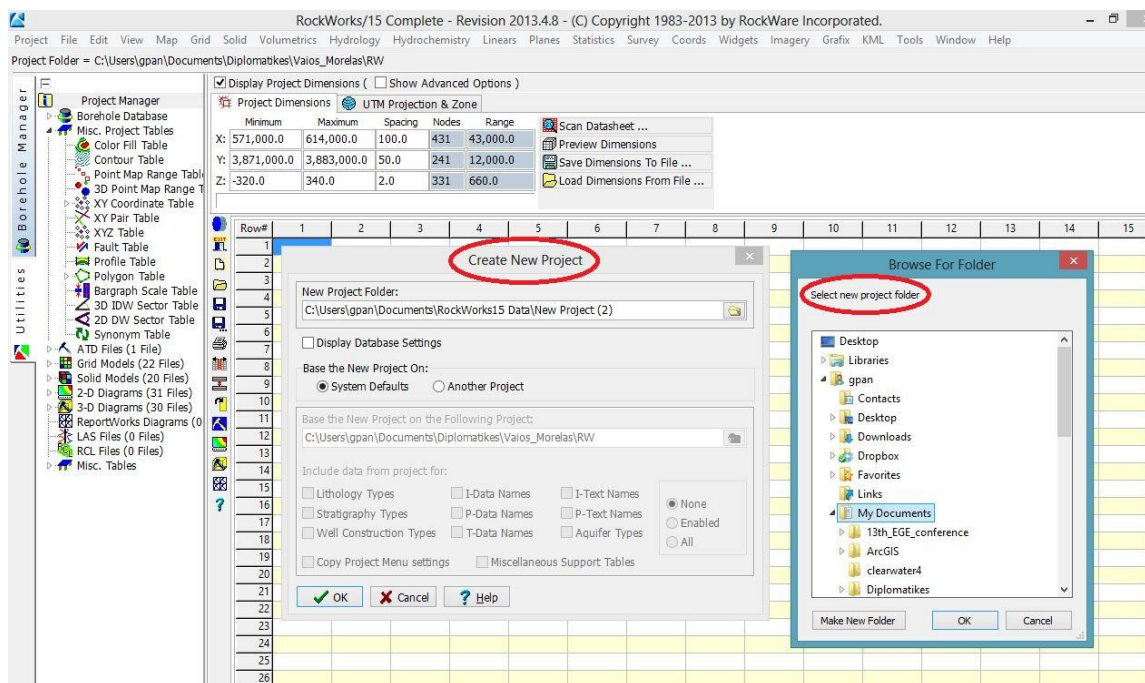 RockWorks/15 Complete - Revision 2013.4.8 - (C) Copyright 1983-2013 by RockWare Incorporated.
Project File Edit View Map Grid Solid Volumetrics Hydrology Hydrochemistry Linears Planes Statistics Survey Coords Widgets Imagery Grafix KML Tools Window Help
Project Folder = C:\Users\gpan\Documents\Diplomatikes\Vaios_Morelas\RW
Borehole Manager
Utilities
Project Manager
Borehole Database
Misc. Project Tables
Color Fill Table
Contour Table
Point Map Range Table
3D Point Map Range T
XY Coordinate Table
XY Pair Table
XYZ Table
Fault Table
Profile Table
Polygon Table
Bargraph Scale Table
3D IDW Sector Table
2D DW Sector Table
Synonym Table
ATD Files (1 File)
Grid Models (22 Files)
Solid Models (20 Files)
2-D Diagrams (31 Files)
3-D Diagrams (30 Files)
ReportWorks Diagrams (0
LAS Files (0 Files)
RCL Files (0 Files)
Misc. Tables
Display Project Dimensions ( Show Advanced Options )
Project Dimensions UTM Projection & Zone
Minimum Maximum Spacing Nodes Range
X: 571,000.0 614,000.0 100.0 431 43,000.0
Y: 3,871,000.0 3,883,000.0 50.0 241 12,000.0
Z: -320.0 340.0 2.0 331 660.0
Scan Datasheet ...
Preview Dimensions
Save Dimensions To File ...
Load Dimensions From File ...
Row# 1 2 3 4 5 6 7 8 9 10 11 12 13 14 15
1
2
3
4
5
6
7
8
9
10
11
12
13
14
15
16
17
18
19
20
21
22
23
24
25
26
EXIT
Create New Project
New Project Folder:
C:\Users\gpan\Documents\RockWorks15 Data\New Project (2)
Display Database Settings
Base the New Project On:
System Defaults Another Project
Base the New Project on the Following Project:
C:\Users\gpan\Documents\Diplomatikes\Vaios_Morelas\RW
Include data from project for:
Lithology Types I-Data Names I-Text Names
Stratigraphy Types P-Data Names P-Text Names
Well Construction Types T-Data Names Aquifer Types
None
Enabled
All
Copy Project Menu settings Miscellaneous Support Tables
OK Cancel Help
Browse For Folder
Select new project folder
Desktop
Libraries
gpan
Contacts
Desktop
Downloads
Dropbox
Favorites
Links
My Documents
13th_EGE_conference
ArcGIS
clearwater4
Diplomatikes
Make New Folder OK Cancel